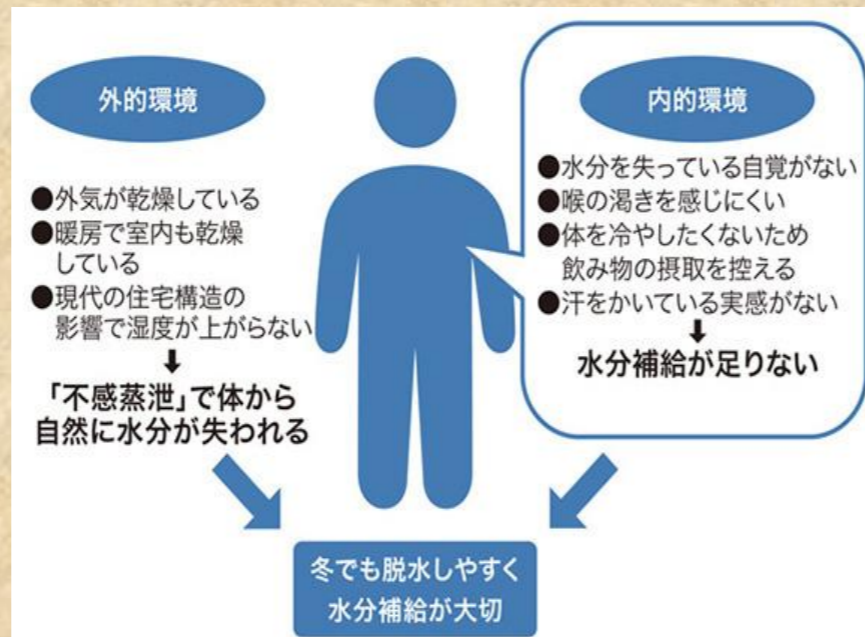 外的環境
●外気が乾燥している
●暖房で室内も乾燥
している
●現代の住宅構造の
影響で湿度が上がらない
⬇
「不感蒸泄」で体から
自然に水分が失われる
内的環境
●水分を失っている自覚がない
●喉の渇きを感じにくい
●体を冷やしたくないため
飲み物の摂取を控える
●汗をかいている実感がない
⬇
水分補給が足りない
冬でも脱水しやすく
水分補給が大切